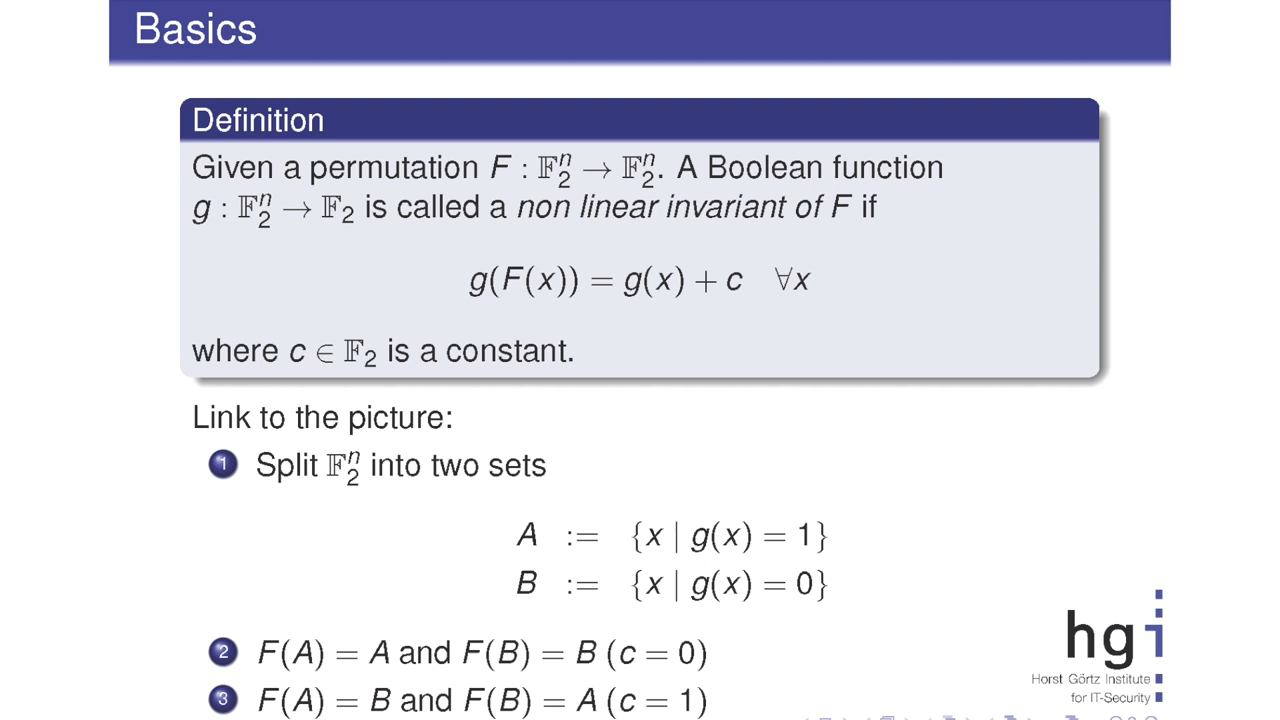 Basics
Definition
Given a permutation F : 𝔽₂ⁿ → 𝔽₂ⁿ. A Boolean function
g : 𝔽₂ⁿ → 𝔽₂ is called a non linear invariant of F if
g(F(x)) = g(x) + c ∀x
where c ∈ 𝔽₂ is a constant.
Link to the picture:
1 Split 𝔽₂ⁿ into two sets
A := {x | g(x) = 1}
B := {x | g(x) = 0}
2 F(A) = A and F(B) = B (c = 0)
3 F(A) = B and F(B) = A (c = 1)
hgi
Horst Görtz Institute
for IT-Security